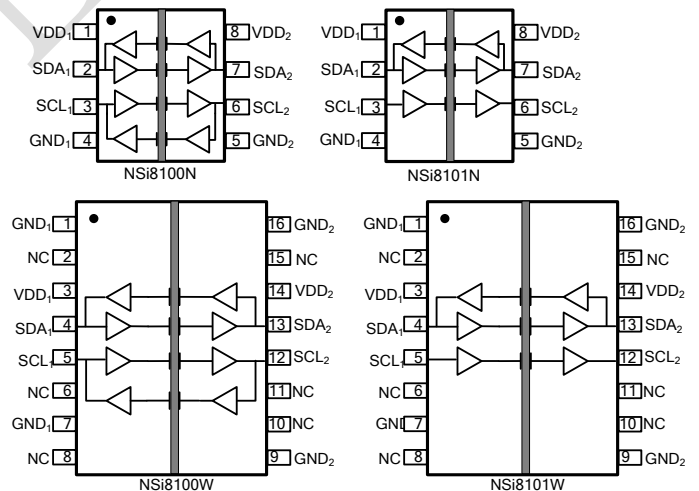 VDD₁ 1 8 VDD₂
SDA₁ 2 7 SDA₂
SCL₁ 3 6 SCL₂
GND₁ 4 5 GND₂
NSi8100N
VDD₁ 1 8 VDD₂
SDA₁ 2 7 SDA₂
SCL₁ 3 6 SCL₂
GND₁ 4 5 GND₂
NSi8101N
GND₁ 1 16 GND₂
NC 2 15 NC
VDD₁ 3 14 VDD₂
SDA₁ 4 13 SDA₂
SCL₁ 5 12 SCL₂
NC 6 11 NC
GND₁ 7 10 NC
NC 8 9 GND₂
NSi8100W
GND₁ 1 16 GND₂
NC 2 15 NC
VDD₁ 3 14 VDD₂
SDA₁ 4 13 SDA₂
SCL₁ 5 12 SCL₂
NC 6 11 NC
GND 7 10 NC
NC 8 9 GND₂
NSi8101W